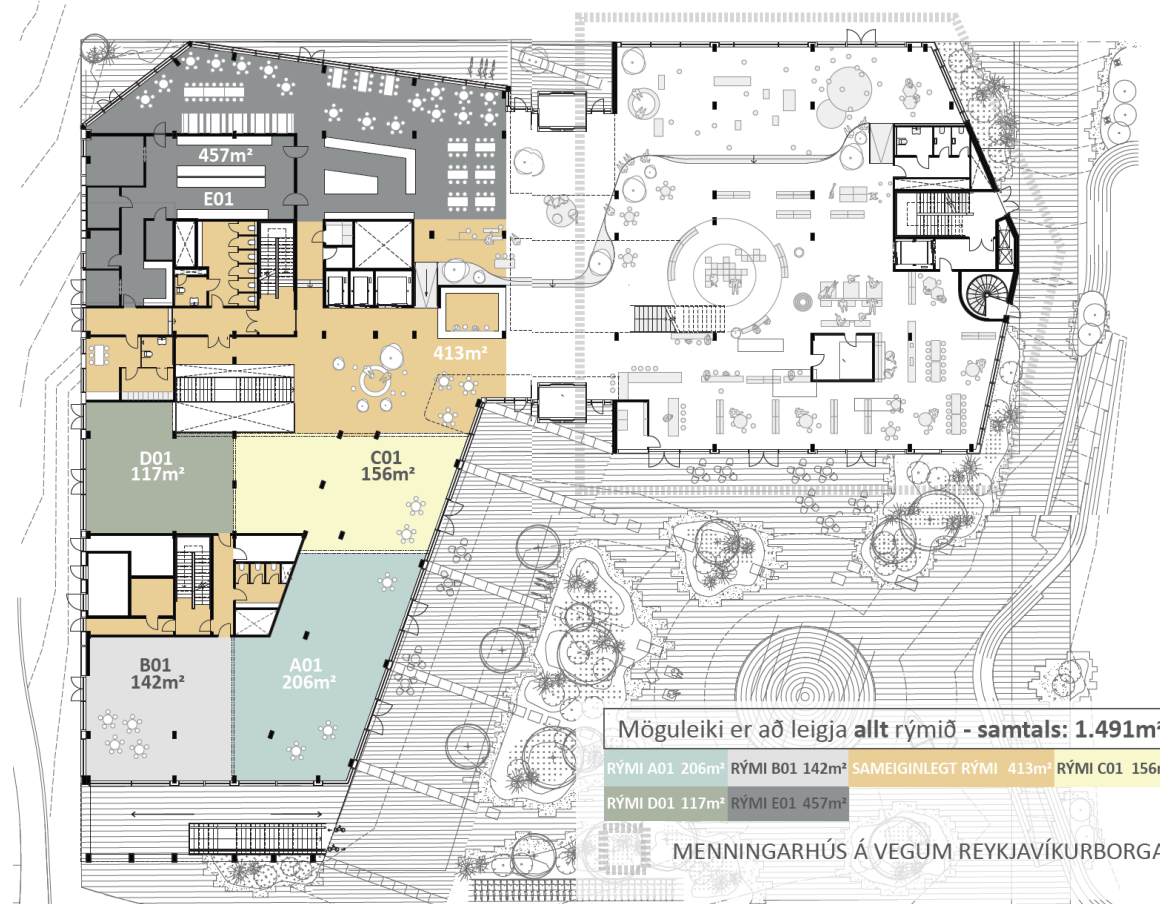 457m²
E01
413m²
D01
117m²
C01
156m²
B01
142m²
A01
206m²
Möguleiki er að leigja allt rýmið - samtals: 1.491m²
RÝMI A01 206m² RÝMI B01 142m² SAMEIGINLEGT RÝMI 413m² RÝMI C01 156m
RÝMI D01 117m² RÝMI E01 457m²
MENNINGARHÚS Á VEGUM REYKJAVÍKURBORGA